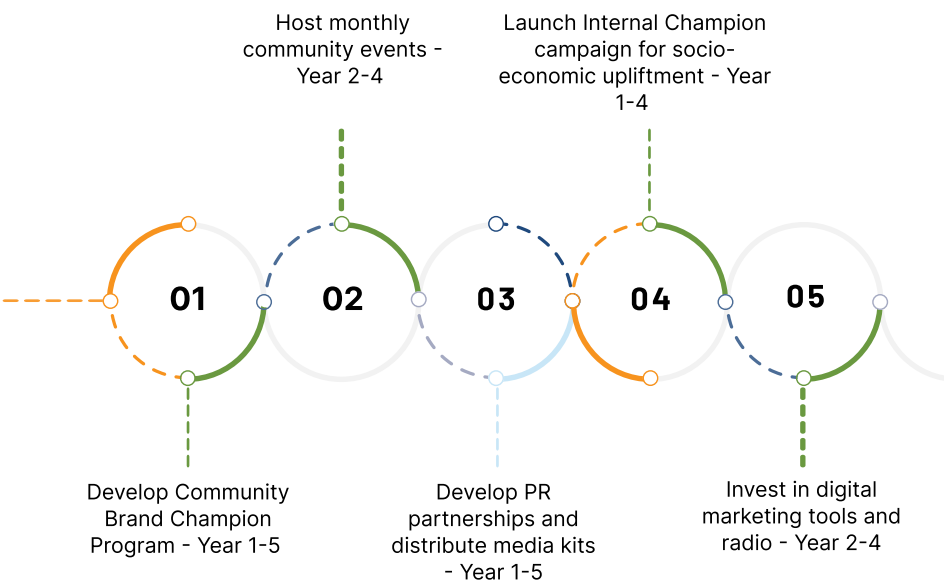 Host monthly
community events -
Year 2-4
Launch Internal Champion
campaign for socio-
economic upliftment - Year
1-4
01
02
03
04
05
Develop Community
Brand Champion
Program - Year 1-5
Develop PR
partnerships and
distribute media kits
- Year 1-5
Invest in digital
marketing tools and
radio - Year 2-4